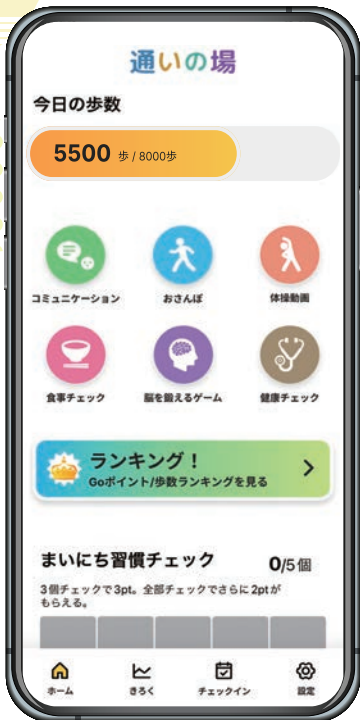 通いの場
今日の歩数
5500 歩 / 8000歩
コミュニケーション
おさんぽ
体操動画
食事チェック
脳を鍛えるゲーム
健康チェック
ランキング！
Goポイント/歩数ランキングを見る
まいにち習慣チェック 0/5個
3個チェックで3pt。全部チェックでさらに2ptが
もらえる。
ホーム
きろく
チェックイン
設定